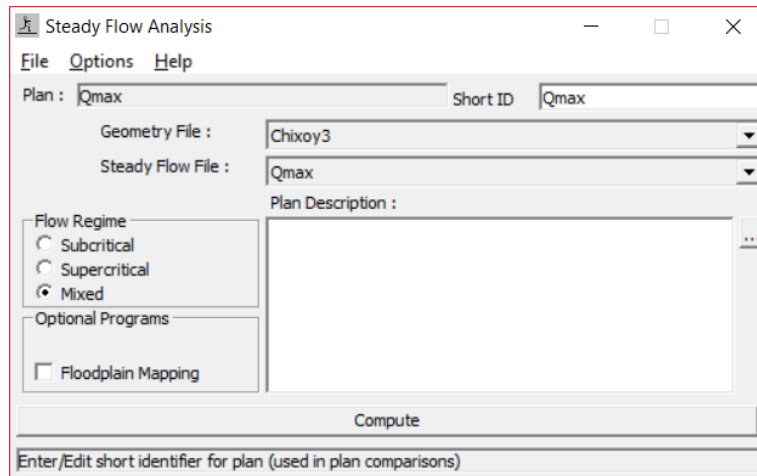 Steady Flow Analysis
File Options Help
Plan : Qmax Short ID Qmax
Geometry File : Chixoy3
Steady Flow File : Qmax
Plan Description :
Flow Regime
Subcritical
Supercritical
Mixed
...
Optional Programs
Floodplain Mapping
Compute
Enter/Edit short identifier for plan (used in plan comparisons)